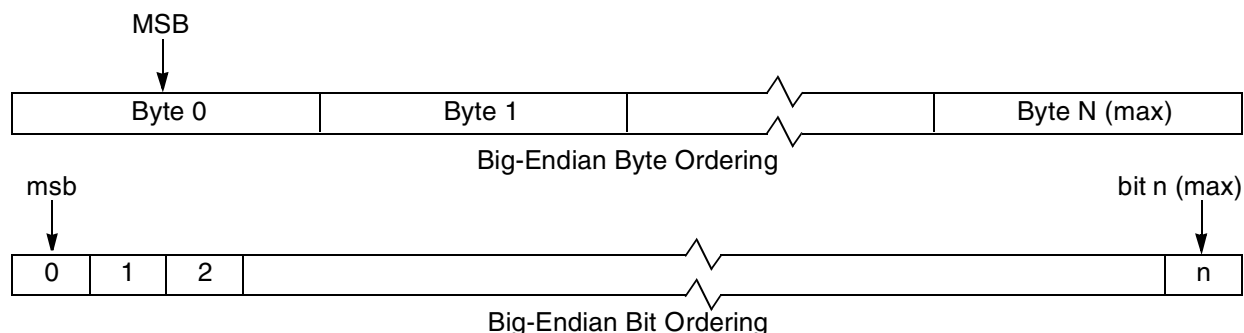 MSB
Byte 0 Byte 1 Byte N (max)
Big-Endian Byte Ordering
msb bit n (max)
0 1 2 n
Big-Endian Bit Ordering